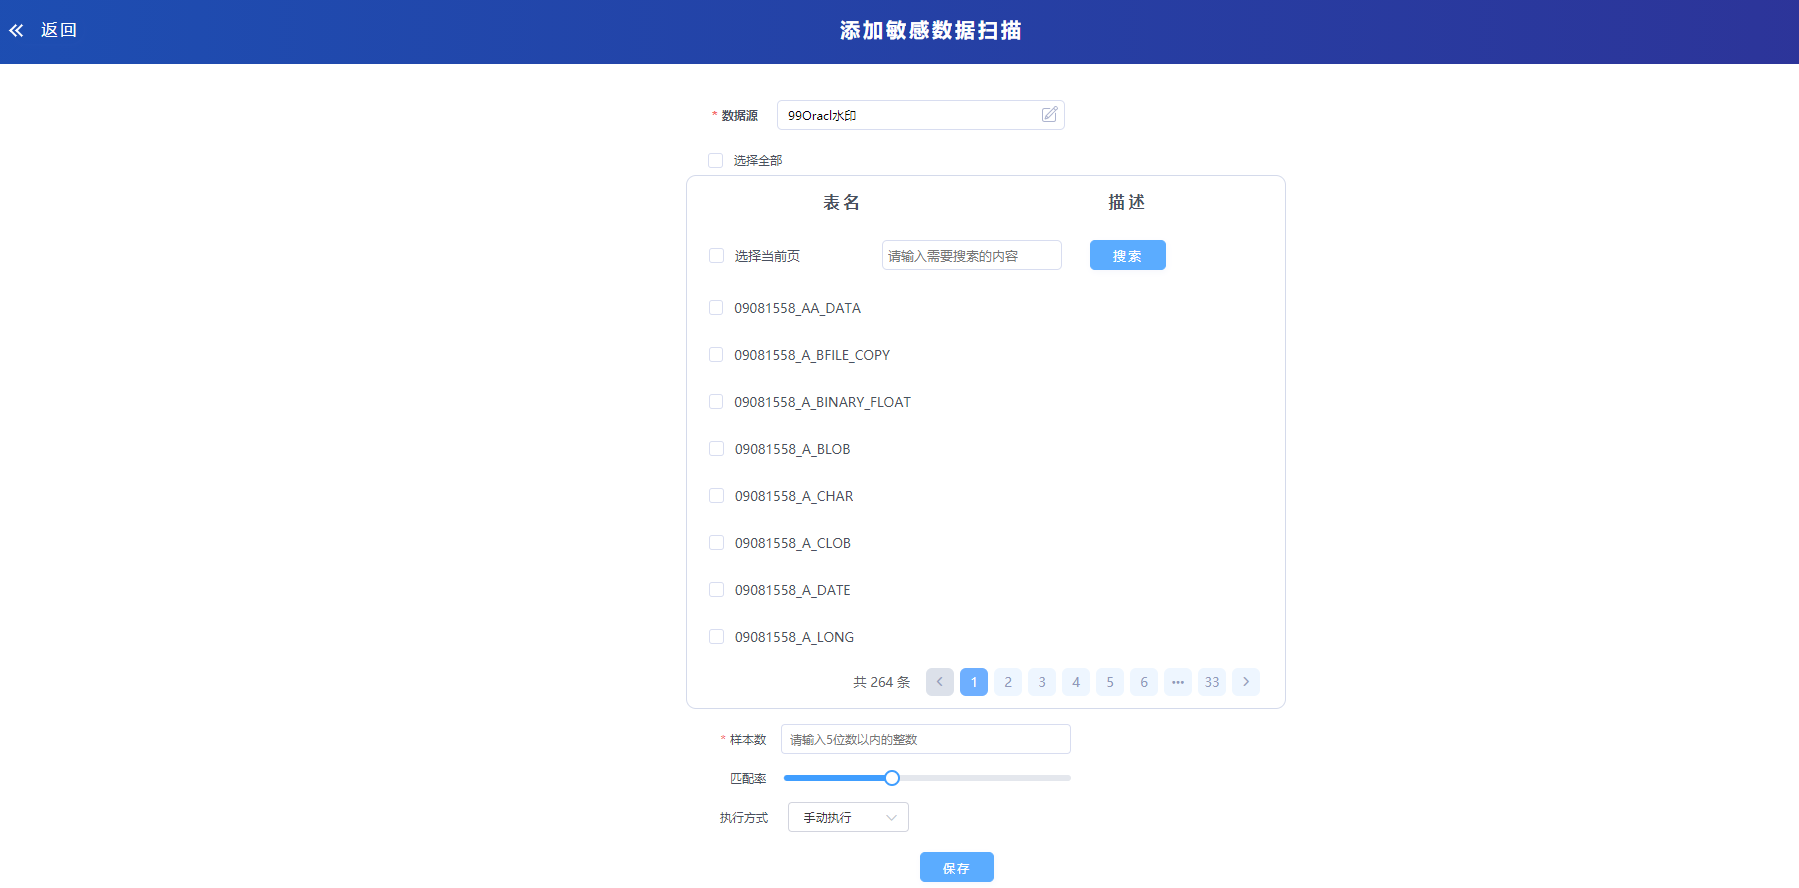 返回
添加敏感数据扫描
* 数据源 99Oracl水印
选择全部
表名 描述
选择当前页 请输入需要搜索的内容 搜索
09081558_AA_DATA
09081558_A_BFILE_COPY
09081558_A_BINARY_FLOAT
09081558_A_BLOB
09081558_A_CHAR
09081558_A_CLOB
09081558_A_DATE
09081558_A_LONG
共 264 条 1 2 3 4 5 6 ··· 33
* 样本数 请输入5位数以内的整数
匹配率
执行方式 手动执行
保存